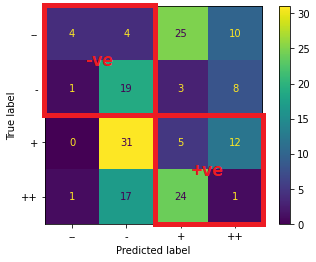 30
-- 4 4 25 10
-ve
25
- 1 19 3 8
20
True label
15
+ 0 31 5 12
10
+ve
++ 1 17 24 1
5
0
-- - + ++
Predicted label